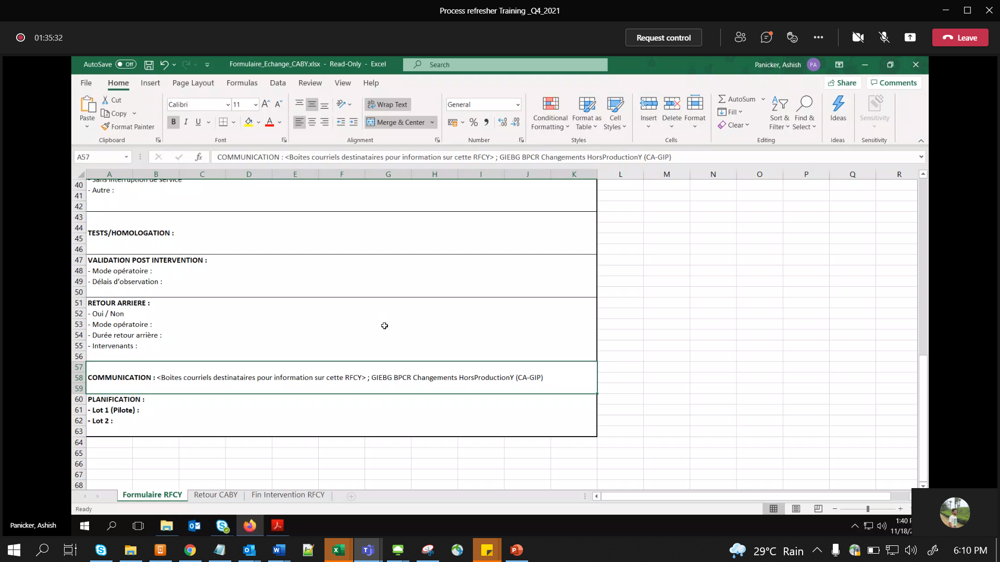 Process refresher Training _Q4_2021
01:35:32
Request control
Leave
AutoSave Off
Formulaire_Echange_CABY.xlsx - Read-Only - Excel
Search
Panicker, Ashish PA
File Home Insert Page Layout Formulas Data Review View Help
Share Comments
Paste
Cut
Copy
Format Painter
Clipboard
Calibri 11
B I U
Font
Wrap Text
Merge & Center
Alignment
General
Number
Conditional Formatting
Format as Table
Cell Styles
Styles
Insert Delete Format
Cells
AutoSum
Fill
Clear
Sort & Filter
Find & Select
Editing
Ideas
Ideas
Sensitivity
Sensitivity
A57
fx
COMMUNICATION : <Boites courriels destinataires pour information sur cette RFCY> ; GIEBG BPCR Changements HorsProductionY (CA-GIP)
A B C D E F G H I J K L M N O P Q R
40 - Sans interruption de service
41 - Autre :
42
43
44 TESTS/HOMOLOGATION :
45
46
47 VALIDATION POST INTERVENTION :
48 - Mode opératoire :
49 - Délais d’observation :
50
51 RETOUR ARRIERE :
52 - Oui / Non
53 - Mode opératoire :
54 - Durée retour arrière :
55 - Intervenants :
56
57
58 COMMUNICATION : <Boites courriels destinataires pour information sur cette RFCY> ; GIEBG BPCR Changements HorsProductionY (CA-GIP)
59
60 PLANIFICATION :
61 - Lot 1 (Pilote) :
62 - Lot 2 :
63
64
65
66
67
68
Formulaire RFCY Retour CABY Fin Intervention RFCY
Ready
Panicker, Ashish
1:40
11/18/2
29°C Rain
6:10 PM